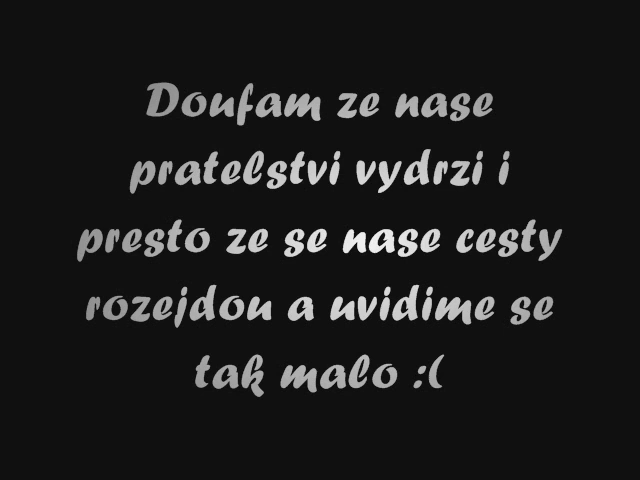 Doufam ze nase
pratelstvi vydrzi i
presto ze se nase cesty
rozejdou a uvidime se
tak malo :(